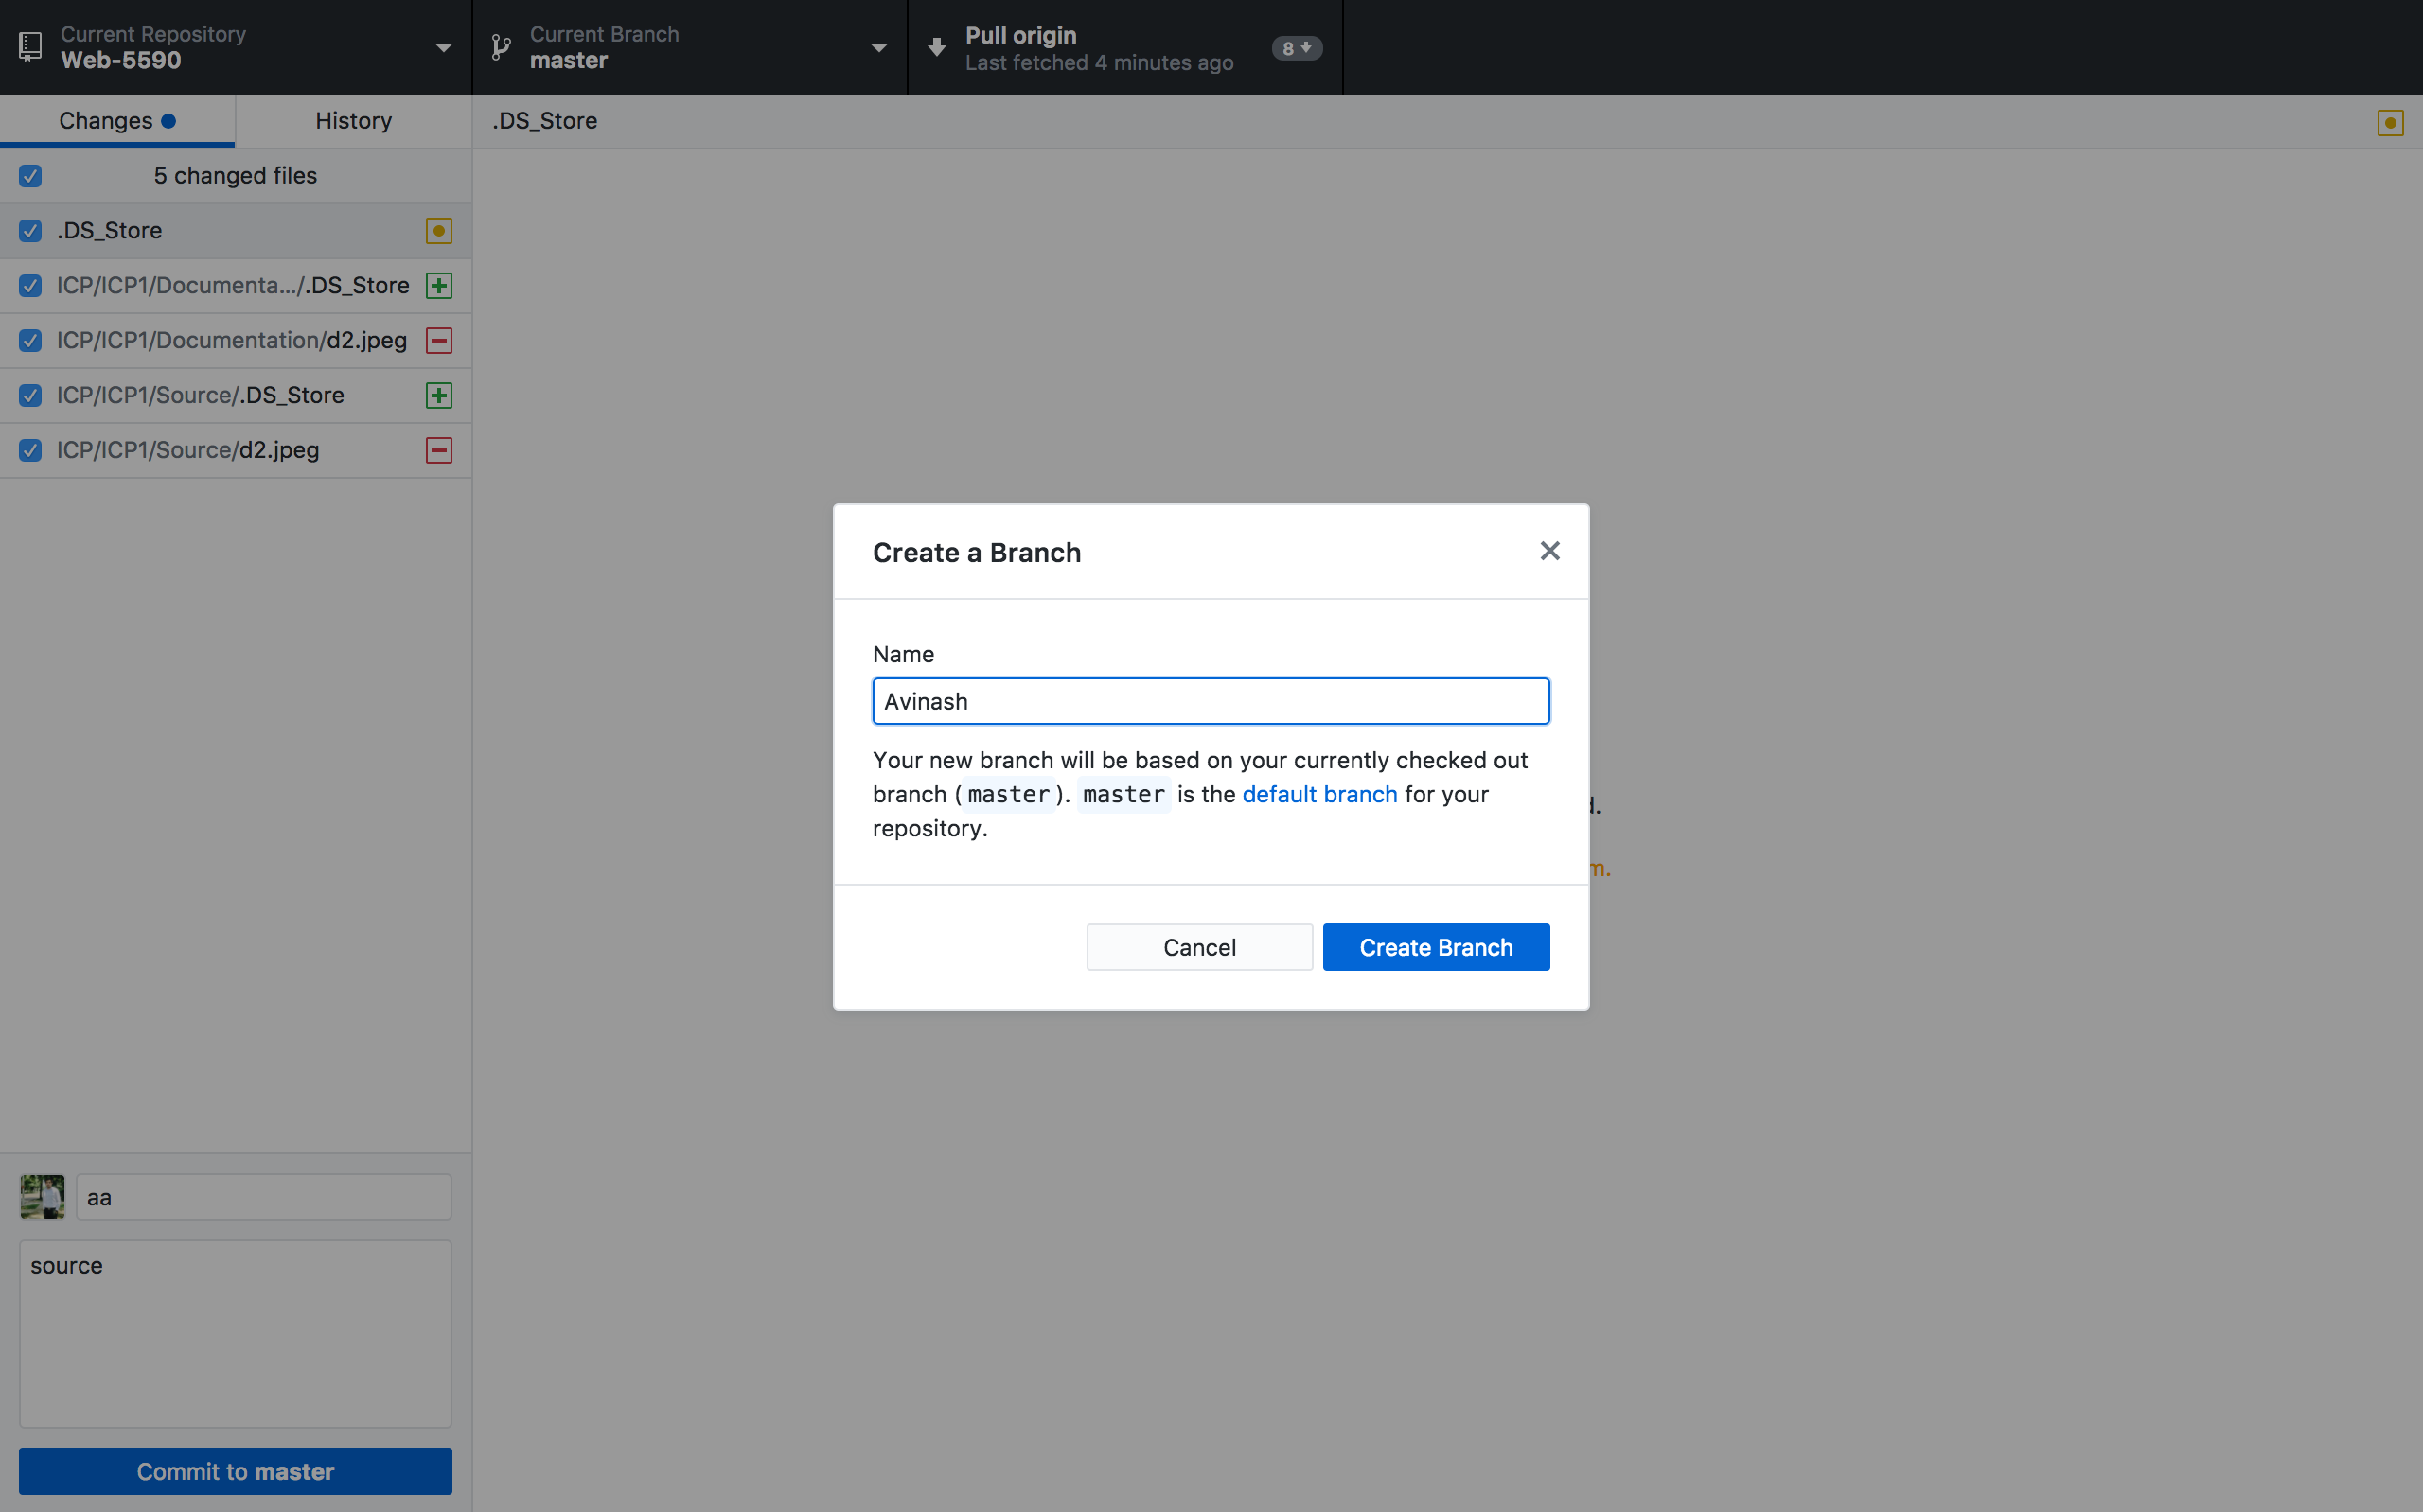 Current Repository
Web-5590
Current Branch
master
Pull origin
Last fetched 4 minutes ago
8
Changes
History
.DS_Store
5 changed files
.DS_Store
ICP/ICP1/Documenta.../.DS_Store
ICP/ICP1/Documentation/d2.jpeg
ICP/ICP1/Source/.DS_Store
ICP/ICP1/Source/d2.jpeg
Create a Branch
Name
Avinash
Your new branch will be based on your currently checked out
branch (master). master is the default branch for your
repository.
Cancel
Create Branch
aa
source
Commit to master